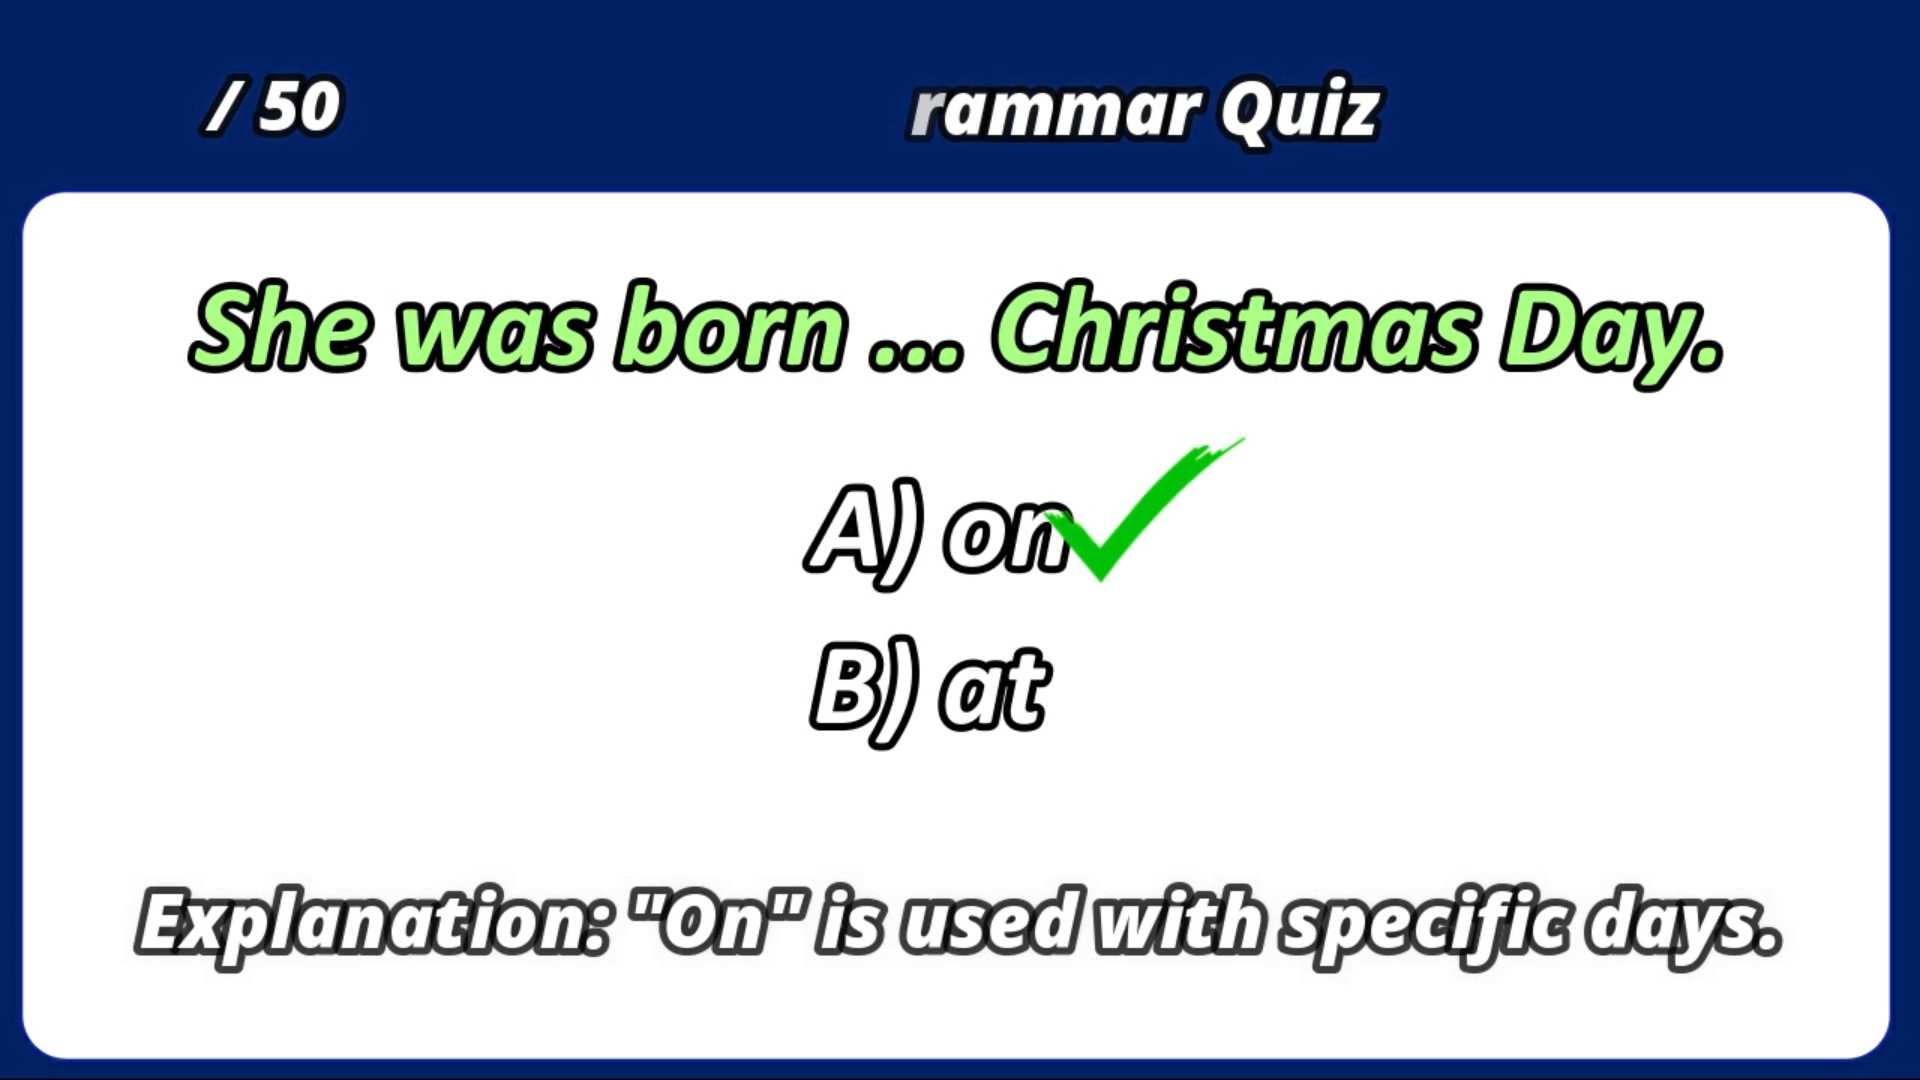 / 50
rammar Quiz
She was born ... Christmas Day.
A) on
B) at
Explanation: "On" is used with specific days.